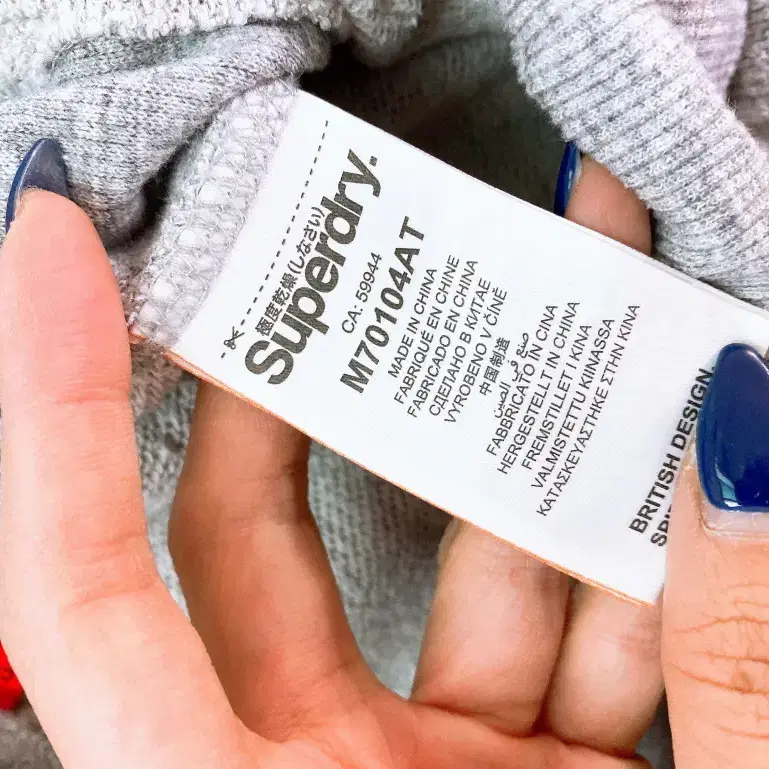 極度乾燥(しなさい)
Superdry.
CA: 59944
M70104AT
MADE IN CHINA
FABRIQUÉ EN CHINE
FABRICADO EN CHINA
СДЕЛАНО В КИТАЕ
VYROBENO V ČÍNĚ
中国制造
صنع في الصين
FABBRICATO IN CINA
HERGESTELLT IN CHINA
FREMSTILLET I KINA
VALMISTETTU KIINASSA
ΚΑΤΑΣΚΕΥΑΣΤΗΚΕ ΣΤΗΝ ΚΙΝΑ
BRITISH DESIGN